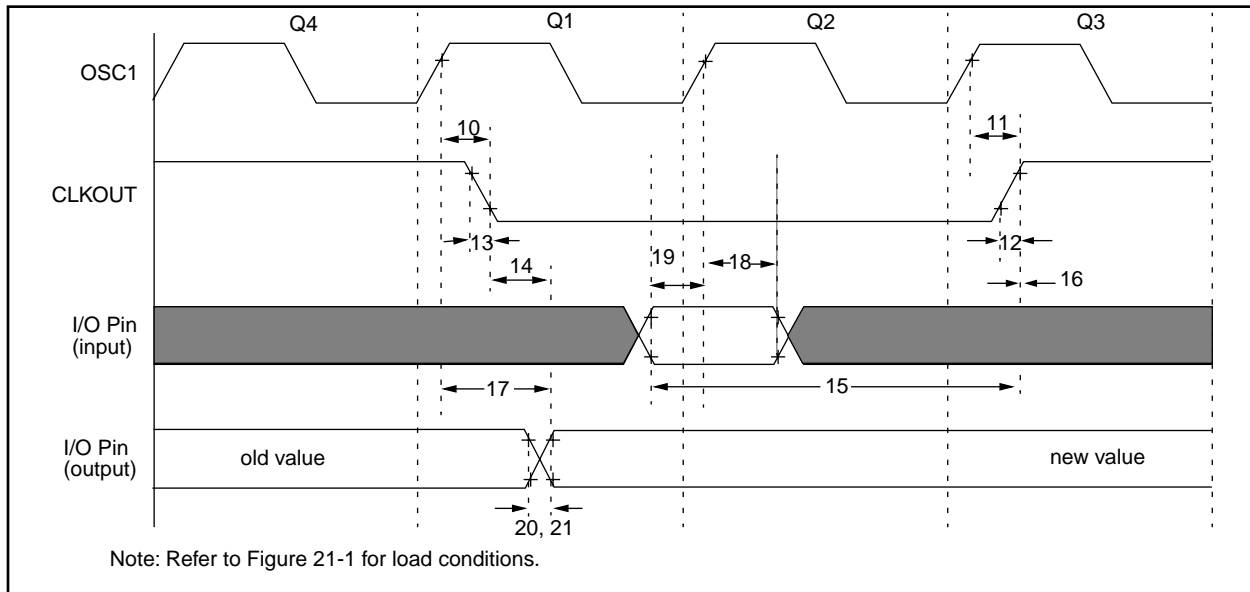 Q4 Q1 Q2 Q3
OSC1
10 11
CLKOUT
13 12
14 19 18 16
I/O Pin
(input)
17 15
I/O Pin
(output)
old value new value
20, 21
Note: Refer to Figure 21-1 for load conditions.